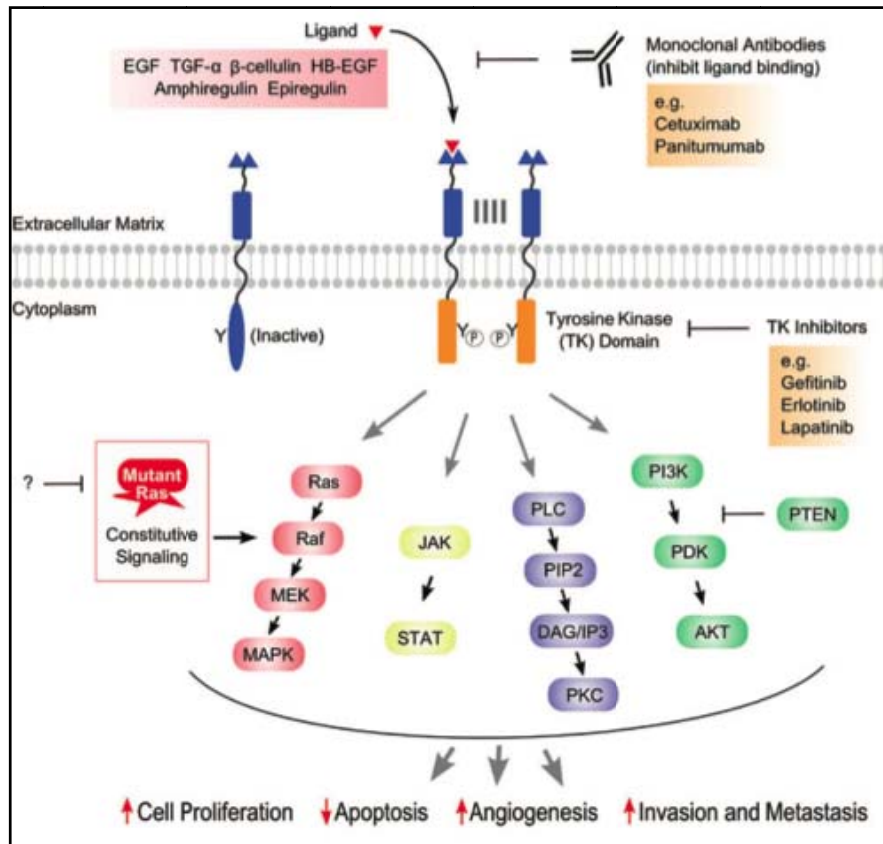 Ligand
EGF TGF-α β-cellulin HB-EGF
Amphiregulin Epiregulin
Monoclonal Antibodies
(inhibit ligand binding)
e.g.
Cetuximab
Panitumumab
Extracellular Matrix
Cytoplasm
Y (Inactive)
Y P P Y
Tyrosine Kinase
(TK) Domain
TK Inhibitors
e.g.
Gefitinib
Erlotinib
Lapatinib
?
Mutant
Ras
Constitutive
Signaling
Ras
Raf
MEK
MAPK
JAK
STAT
PLC
PIP2
DAG/IP3
PKC
PI3K
PDK
AKT
PTEN
Cell Proliferation Apoptosis Angiogenesis Invasion and Metastasis